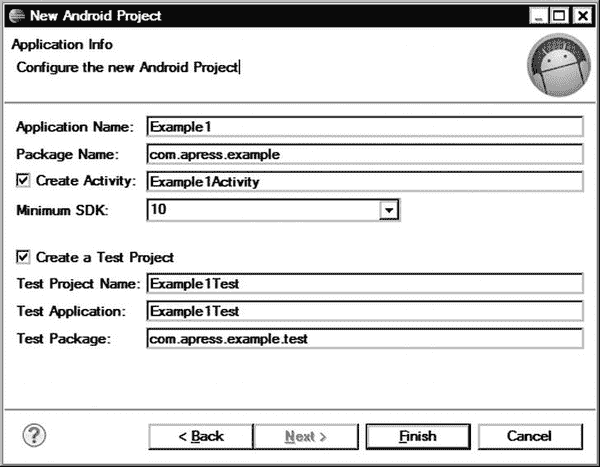 New Android Project
Application Info
Configure the new Android Project
Application Name: Example1
Package Name: com.apress.example
Create Activity: Example1Activity
Minimum SDK: 10
Create a Test Project
Test Project Name: Example1Test
Test Application: Example1Test
Test Package: com.apress.example.test
? < Back Next > Finish Cancel